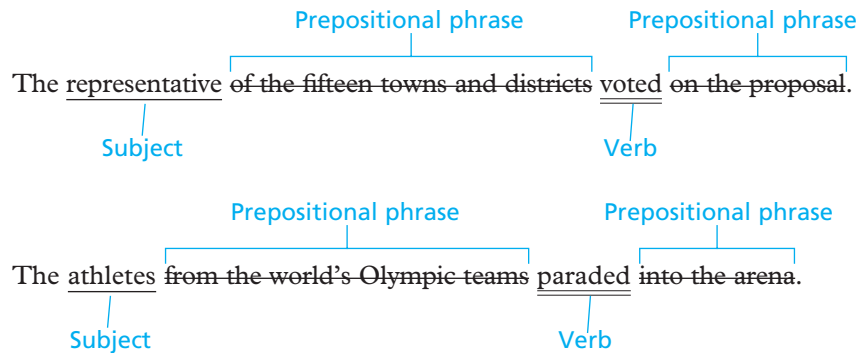 Prepositional phrase Prepositional phrase
The representative of the fifteen towns and districts voted on the proposal.
Subject Verb
Prepositional phrase Prepositional phrase
The athletes from the world's Olympic teams paraded into the arena.
Subject Verb